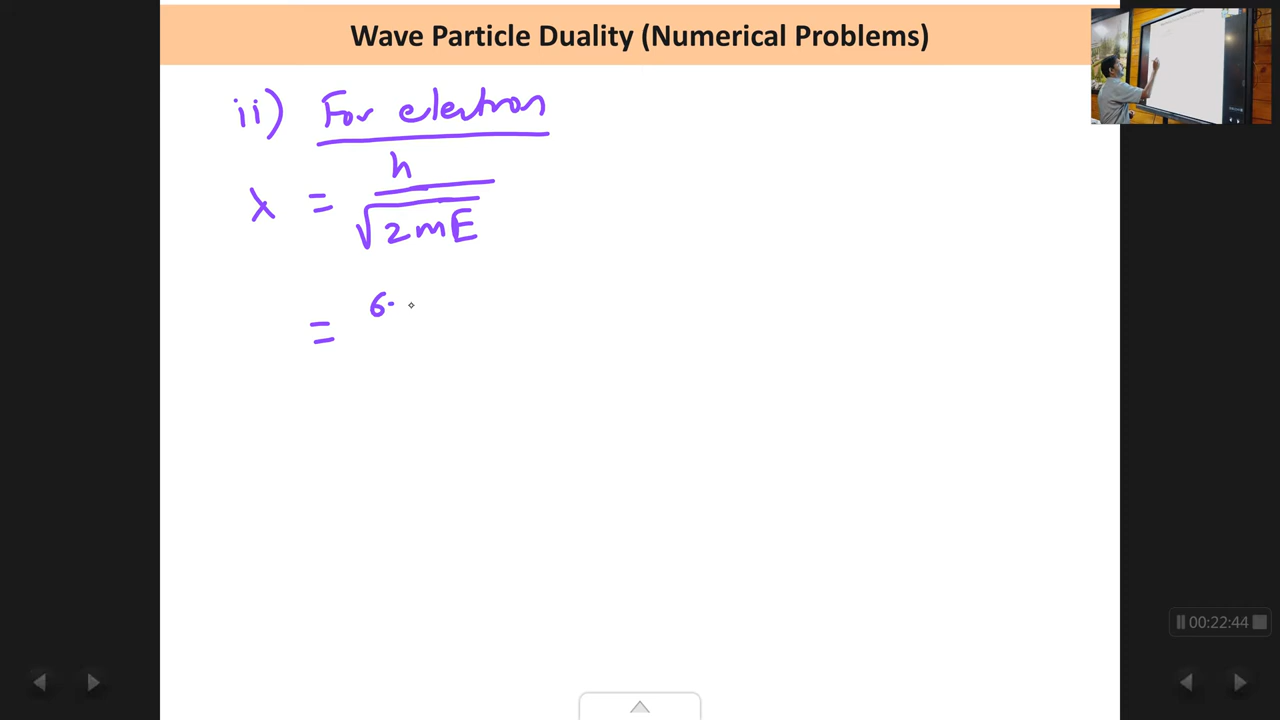 Wave Particle Duality (Numerical Problems)
ii) For electron
λ = h / √2mE
= 6.
00:22:44